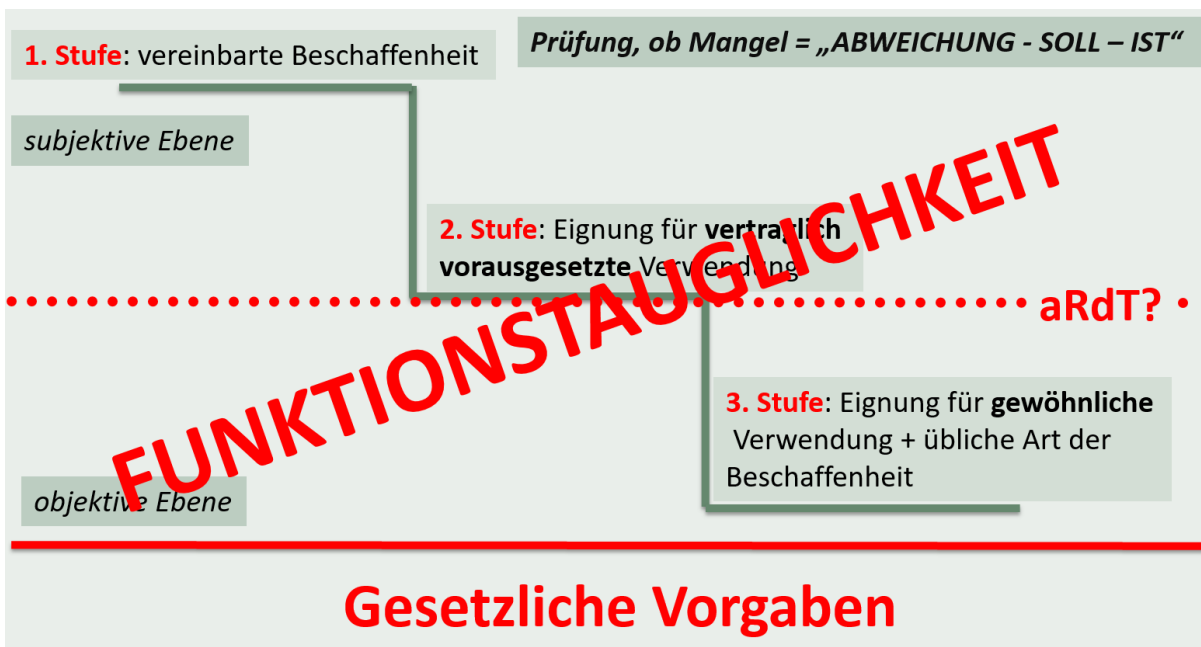 1. Stufe: vereinbarte Beschaffenheit
Prüfung, ob Mangel = „ABWEICHUNG - SOLL – IST“
subjektive Ebene
2. Stufe: Eignung für vertraglich
vorausgesetzte Verwendung
FUNKTIONSTAUGLICHKEIT
aRdT?
3. Stufe: Eignung für gewöhnliche
Verwendung + übliche Art der
Beschaffenheit
objektive Ebene
Gesetzliche Vorgaben